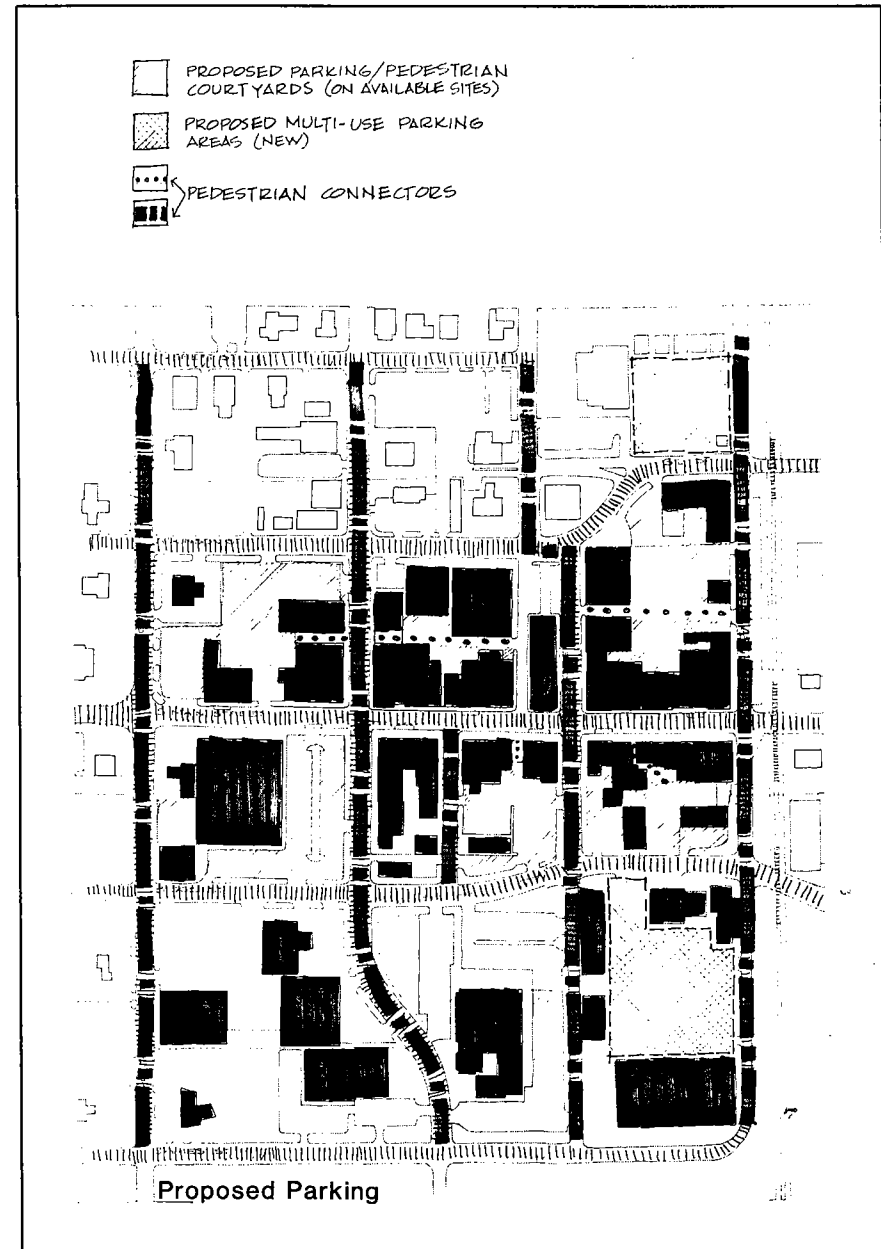 PROPOSED PARKING/PEDESTRIAN
COURTYARDS (ON AVAILABLE SITES)
PROPOSED MULTI-USE PARKING
AREAS (NEW)
PEDESTRIAN CONNECTORS
Proposed Parking